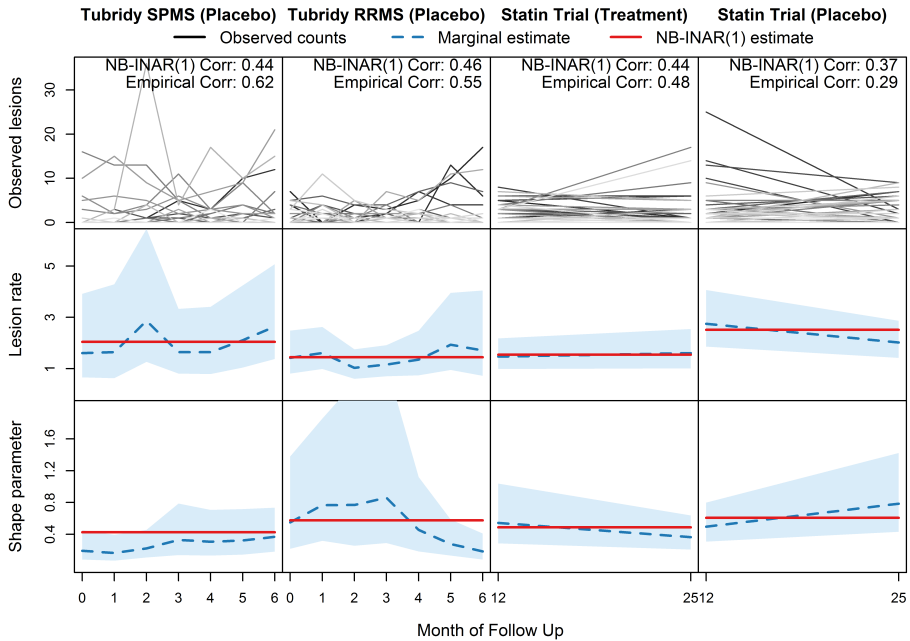 Tubridy SPMS (Placebo) Tubridy RRMS (Placebo) Statin Trial (Treatment) Statin Trial (Placebo)
Observed counts Marginal estimate NB-INAR(1) estimate
NB-INAR(1) Corr: 0.44 NB-INAR(1) Corr: 0.46 NB-INAR(1) Corr: 0.44 NB-INAR(1) Corr: 0.37
Empirical Corr: 0.62 Empirical Corr: 0.55 Empirical Corr: 0.48 Empirical Corr: 0.29
Observed lesions
30
20
10
0
Lesion rate
5
3
1
Shape parameter
1.6
1.2
0.8
0.4
0 1 2 3 4 5 6 0 1 2 3 4 5 6 12 25 12 25
Month of Follow Up